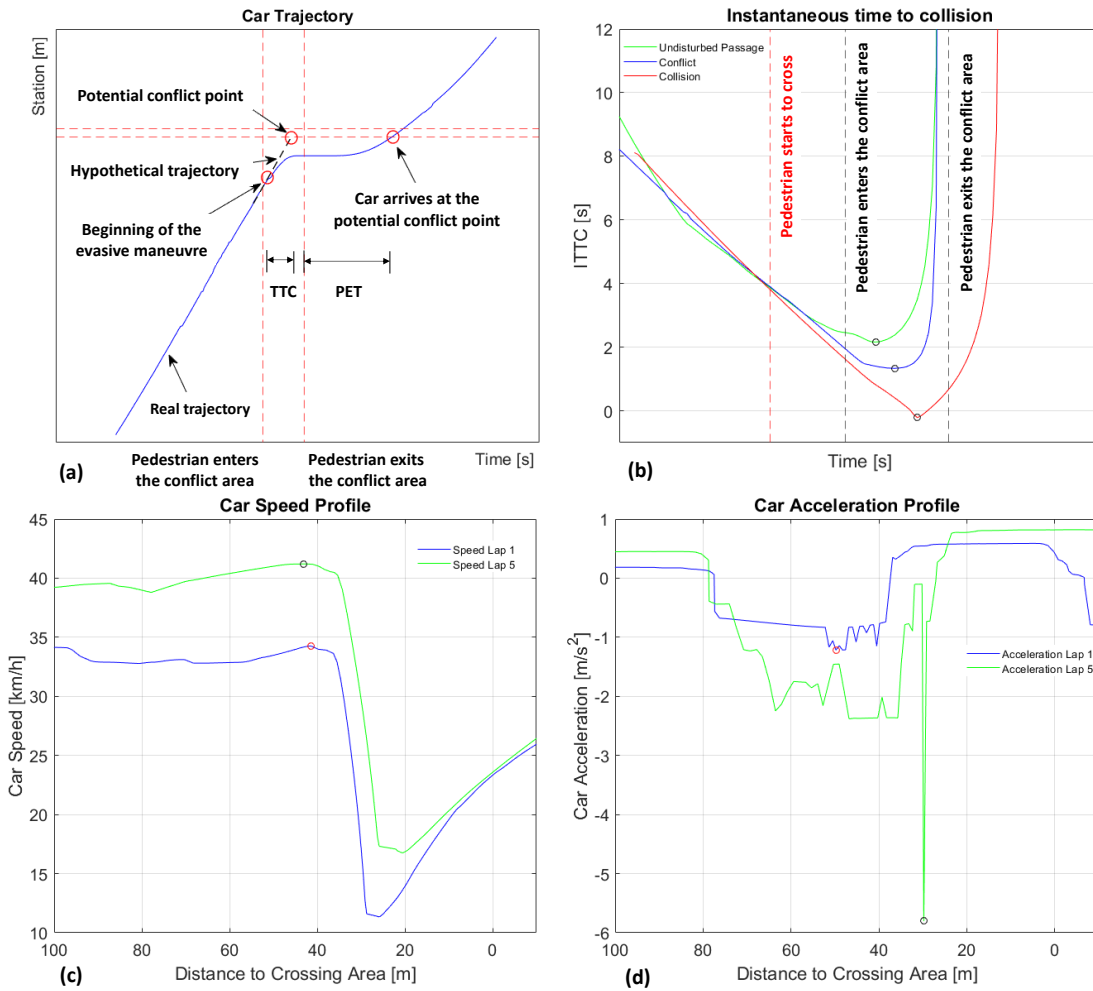 Car Trajectory
Station [m]
Potential conflict point
Hypothetical trajectory
Beginning of the
evasive maneuvre
Car arrives at the
potential conflict point
TTC
PET
Real trajectory
(a)
Pedestrian enters
the conflict area
Pedestrian exits
the conflict area
Time [s]
Instantaneous time to collision
Undisturbed Passage
Conflict
Collision
Pedestrian starts to cross
Pedestrian enters the conflict area
Pedestrian exits the conflict area
ITTC [s]
12
10
8
6
4
2
0
(b)
Time [s]
Car Speed Profile
Speed Lap 1
Speed Lap 5
Car Speed [km/h]
45
40
35
30
25
20
15
10
100
80
60
40
20
0
(c)
Distance to Crossing Area [m]
Car Acceleration Profile
Acceleration Lap 1
Acceleration Lap 5
Car Acceleration [m/s²]
1
0
-1
-2
-3
-4
-5
-6
100
80
60
40
20
0
(d)
Distance to Crossing Area [m]